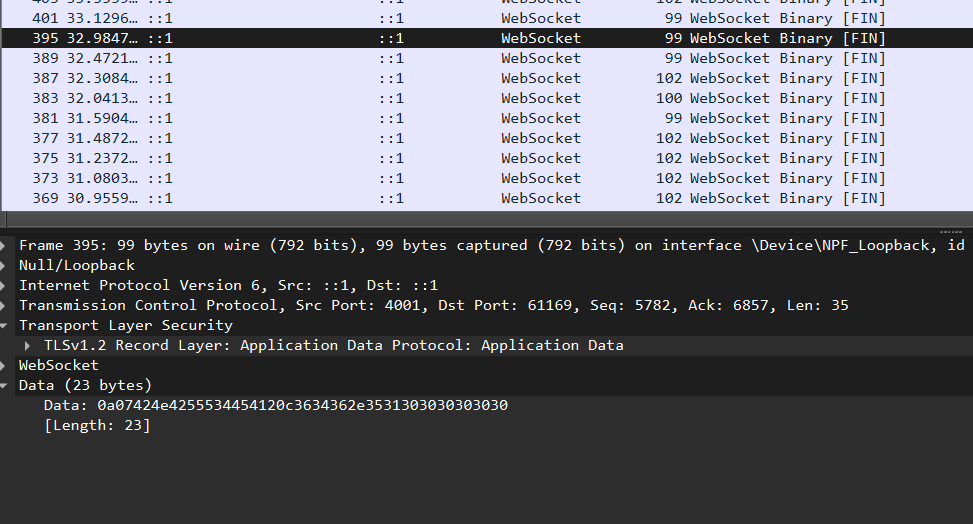 401 33.1296… ::1 ::1 WebSocket 99 WebSocket Binary [FIN]
395 32.9847… ::1 ::1 WebSocket 99 WebSocket Binary [FIN]
389 32.4721… ::1 ::1 WebSocket 99 WebSocket Binary [FIN]
387 32.3084… ::1 ::1 WebSocket 102 WebSocket Binary [FIN]
383 32.0413… ::1 ::1 WebSocket 100 WebSocket Binary [FIN]
381 31.5904… ::1 ::1 WebSocket 99 WebSocket Binary [FIN]
377 31.4872… ::1 ::1 WebSocket 102 WebSocket Binary [FIN]
375 31.2372… ::1 ::1 WebSocket 102 WebSocket Binary [FIN]
373 31.0803… ::1 ::1 WebSocket 102 WebSocket Binary [FIN]
369 30.9559… ::1 ::1 WebSocket 102 WebSocket Binary [FIN]
Frame 395: 99 bytes on wire (792 bits), 99 bytes captured (792 bits) on interface \Device\NPF_Loopback, id
Null/Loopback
Internet Protocol Version 6, Src: ::1, Dst: ::1
Transmission Control Protocol, Src Port: 4001, Dst Port: 61169, Seq: 5782, Ack: 6857, Len: 35
Transport Layer Security
TLSv1.2 Record Layer: Application Data Protocol: Application Data
WebSocket
Data (23 bytes)
Data: 0a07424e4255534454120c3634362e3531303030303030
[Length: 23]